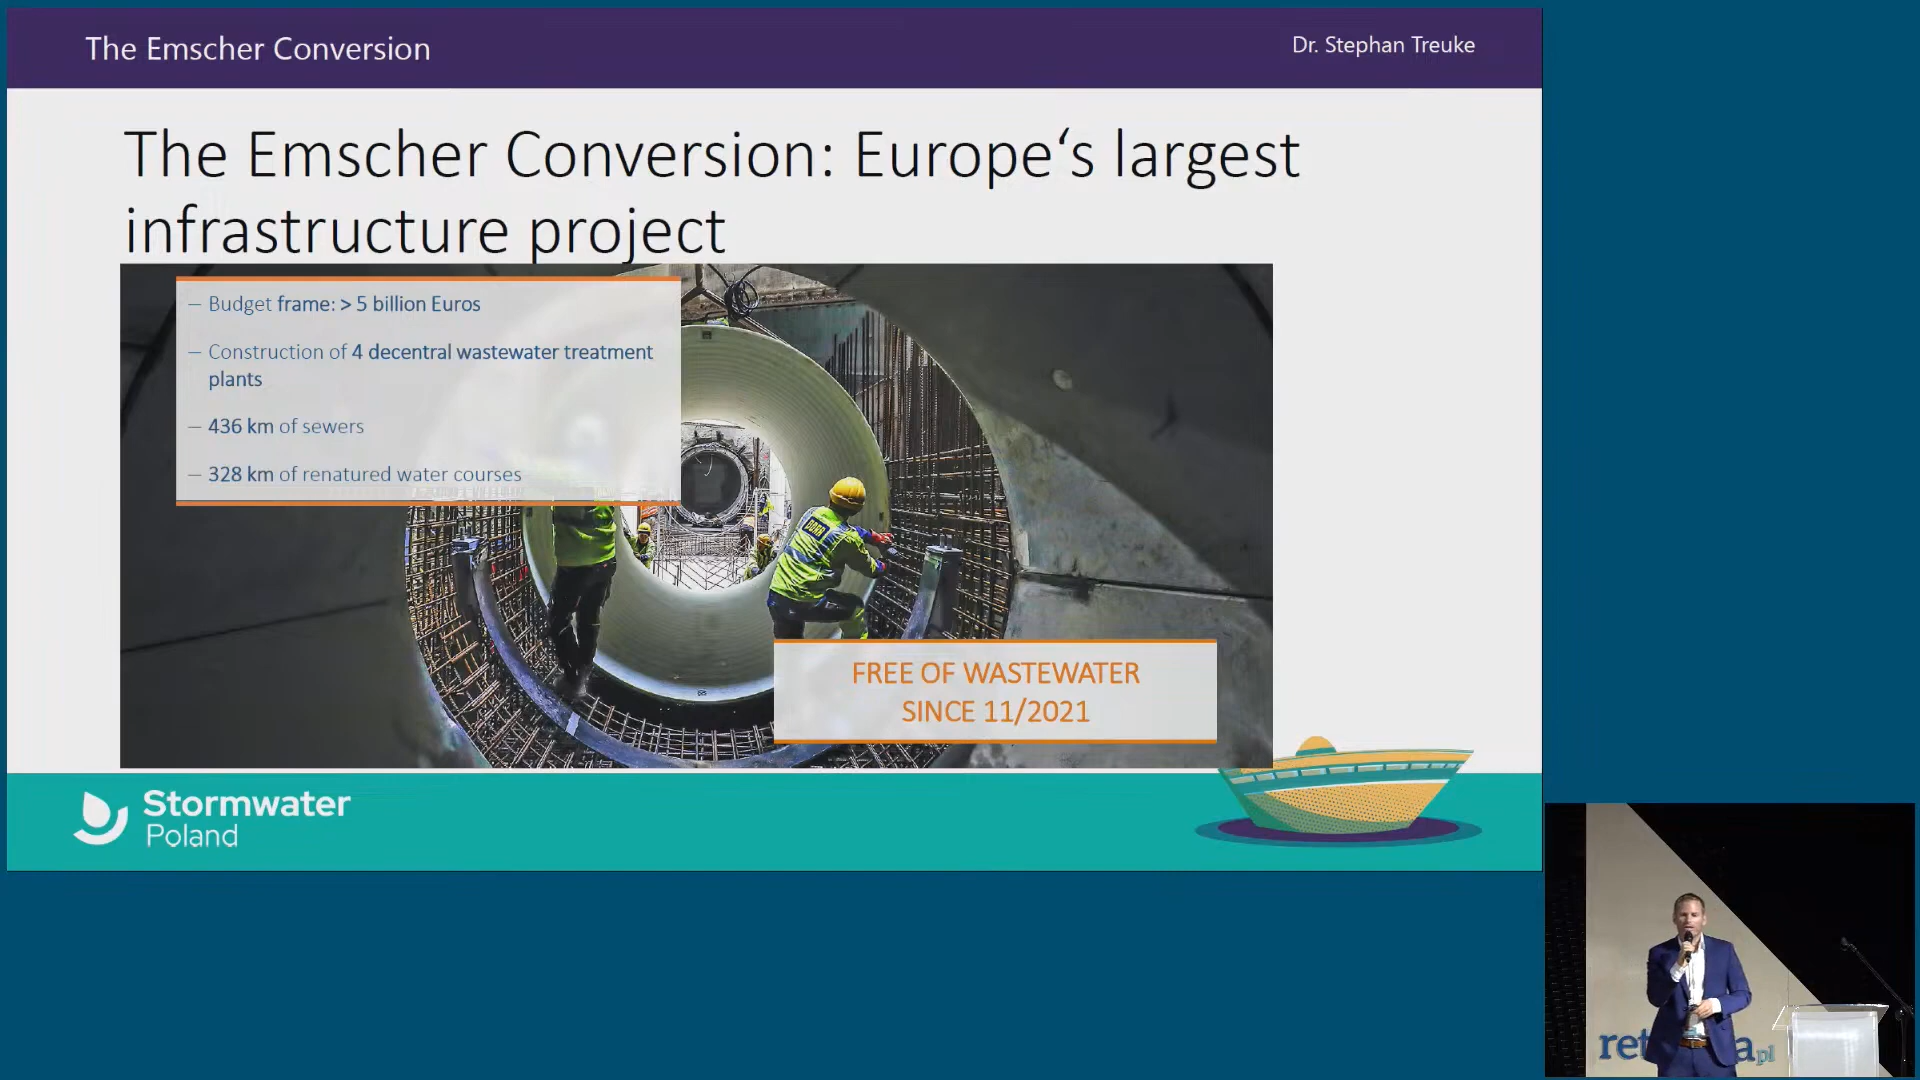 The Emscher Conversion
Dr. Stephan Treuke
The Emscher Conversion: Europe‘s largest
infrastructure project
– Budget frame: > 5 billion Euros
– Construction of 4 decentral wastewater treatment
plants
– 436 km of sewers
– 328 km of renatured water courses
FREE OF WASTEWATER
SINCE 11/2021
Stormwater
Poland